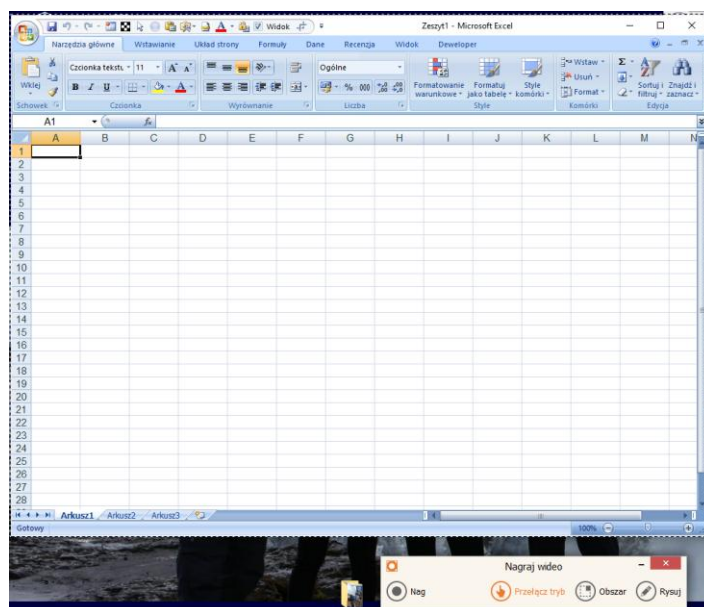 Widok
Zeszyt1 - Microsoft Excel
Narzędzia główne Wstawianie Układ strony Formuły Dane Recenzja Widok Deweloper
Wklej
Czcionka tekstu 11 A A
B I U A
Ogólne
% 000
Formatowanie warunkowe
Formatuj jako tabelę
Style komórki
Wstaw
Usuń
Format
Σ
Sortuj i filtruj
Znajdź i zaznacz
Schowek Czcionka Wyrównanie Liczba Style Komórki Edycja
A1 fx
A B C D E F G H I J K L M N
1
2
3
4
5
6
7
8
9
10
11
12
13
14
15
16
17
18
19
20
21
22
23
24
25
26
27
28
Arkusz1 Arkusz2 Arkusz3
Gotowy 100%
Nagraj wideo
Nag Przełącz tryb Obszar Rysuj